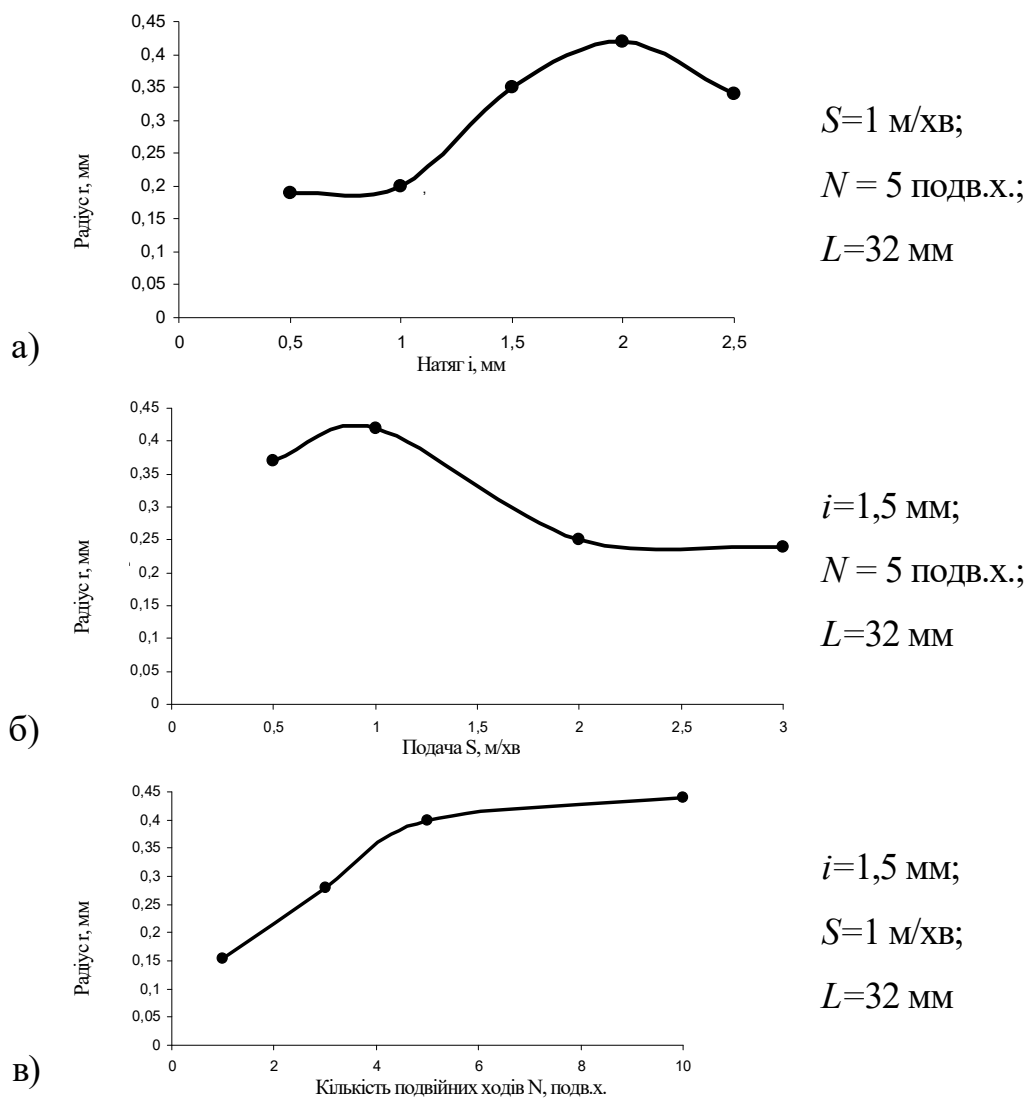 0,45
0,4
0,35
0,3
0,25
0,2
0,15
0,1
0,05
0
Радіус r, мм
0 0,5 1 1,5 2 2,5
Натяг i, мм
S=1 м/хв;
N = 5 подв.х.;
L=32 мм
а)
0,45
0,4
0,35
0,3
0,25
0,2
0,15
0,1
0,05
0
Радіус r, мм
0 0,5 1 1,5 2 2,5 3
Подача S, м/хв
i=1,5 мм;
N = 5 подв.х.;
L=32 мм
б)
0,45
0,4
0,35
0,3
0,25
0,2
0,15
0,1
0,05
0
Радіус r, мм
0 2 4 6 8 10
Кількість подвійних ходів N, подв.х.
i=1,5 мм;
S=1 м/хв;
L=32 мм
в)